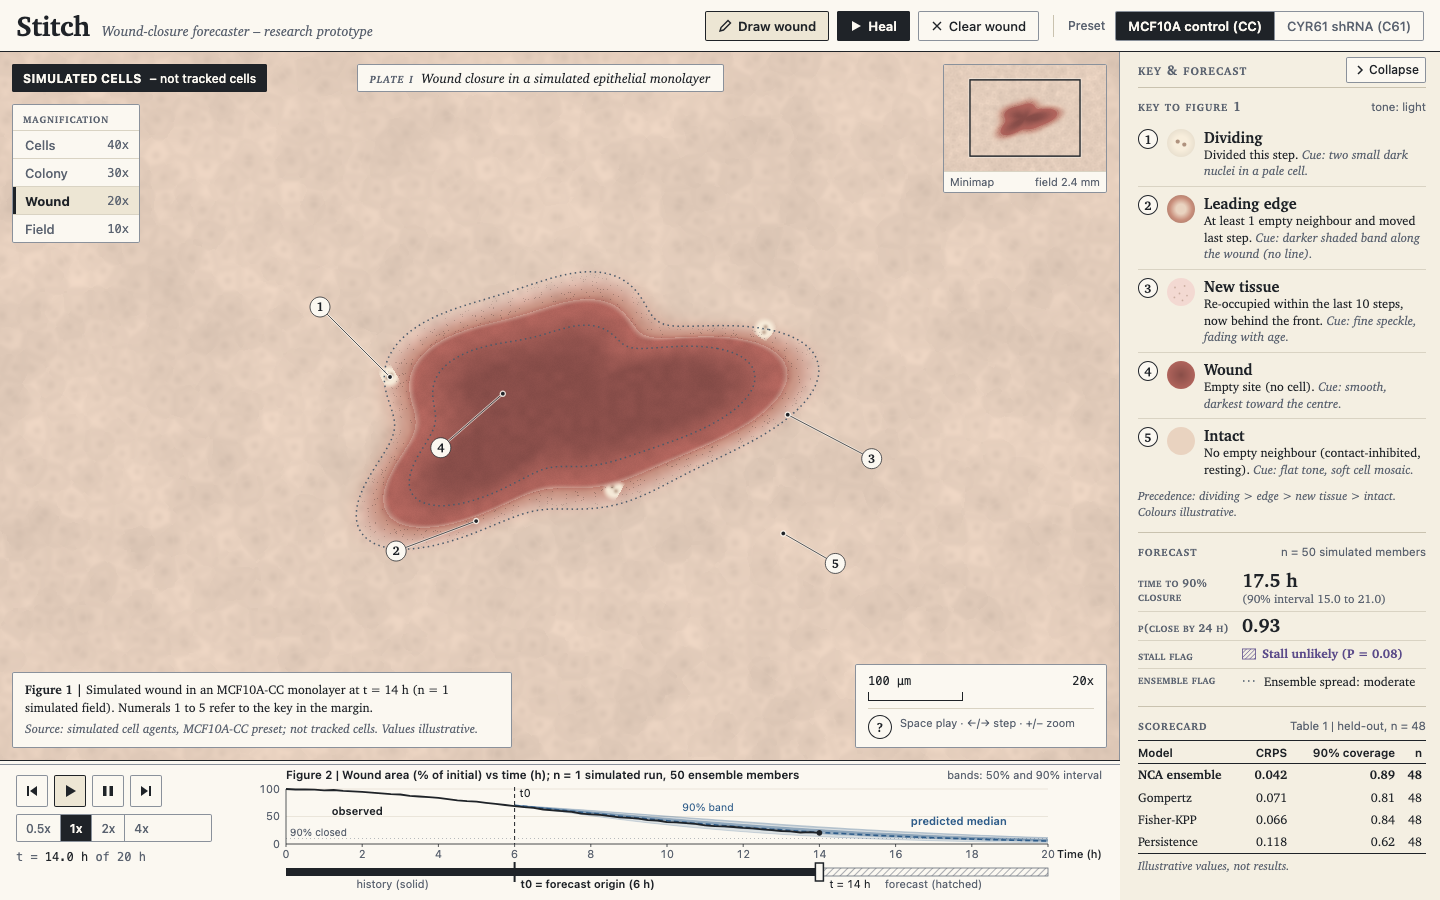 Stitch Wound-closure forecaster – research prototype
Draw wound
Heal
Clear wound
Preset
MCF10A control (CC)
CYR61 shRNA (C61)
SIMULATED CELLS – not tracked cells
PLATE I Wound closure in a simulated epithelial monolayer
MAGNIFICATION
Cells 40x
Colony 30x
Wound 20x
Field 10x
Minimap field 2.4 mm
1
2
3
4
5
Figure 1 | Simulated wound in an MCF10A-CC monolayer at t = 14 h (n = 1
simulated field). Numerals 1 to 5 refer to the key in the margin.
Source: simulated cell agents, MCF10A-CC preset; not tracked cells. Values illustrative.
100 µm 20x
? Space play · ←/→ step · +/− zoom
KEY & FORECAST
Collapse
KEY TO FIGURE 1 tone: light
1 Dividing
Divided this step. Cue: two small dark
nuclei in a pale cell.
2 Leading edge
At least 1 empty neighbour and moved
last step. Cue: darker shaded band along
the wound (no line).
3 New tissue
Re-occupied within the last 10 steps,
now behind the front. Cue: fine speckle,
fading with age.
4 Wound
Empty site (no cell). Cue: smooth,
darkest toward the centre.
5 Intact
No empty neighbour (contact-inhibited,
resting). Cue: flat tone, soft cell mosaic.
Precedence: dividing > edge > new tissue > intact.
Colours illustrative.
FORECAST n = 50 simulated members
TIME TO 90% CLOSURE 17.5 h
(90% interval 15.0 to 21.0)
P(CLOSE BY 24 H) 0.93
STALL FLAG Stall unlikely (P = 0.08)
ENSEMBLE FLAG Ensemble spread: moderate
SCORECARD Table 1 | held-out, n = 48
Model CRPS 90% coverage n
NCA ensemble 0.042 0.89 48
Gompertz 0.071 0.81 48
Fisher-KPP 0.066 0.84 48
Persistence 0.118 0.62 48
Illustrative values, not results.
0.5x 1x 2x 4x
t = 14.0 h of 20 h
Figure 2 | Wound area (% of initial) vs time (h); n = 1 simulated run, 50 ensemble members
bands: 50% and 90% interval
100
50
0
observed
90% closed
t0
90% band
predicted median
0 2 4 6 8 10 12 14 16 18 20 Time (h)
history (solid)
t0 = forecast origin (6 h)
t = 14 h
forecast (hatched)